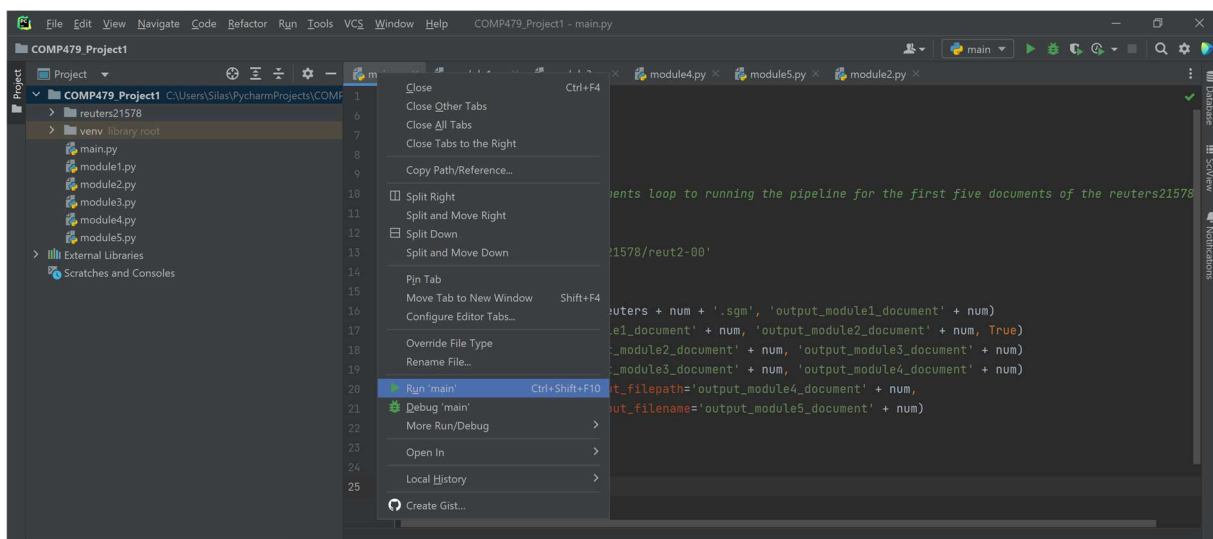 PC File Edit View Navigate Code Refactor Run Tools VCS Window Help COMP479_Project1 - main.py
COMP479_Project1 main
Project
Project
COMP479_Project1 C:\Users\Silas\PycharmProjects\COMP
reuters21578
venv library root
main.py
module1.py
module2.py
module3.py
module4.py
module5.py
External Libraries
Scratches and Consoles
module4.py module5.py module2.py
Close Ctrl+F4
Close Other Tabs
Close All Tabs
Close Tabs to the Right
Copy Path/Reference...
Split Right
Split and Move Right
Split Down
Split and Move Down
Pin Tab
Move Tab to New Window Shift+F4
Configure Editor Tabs...
Override File Type
Rename File...
Run 'main' Ctrl+Shift+F10
Debug 'main'
More Run/Debug
Open In
Local History
Create Gist...
1
6
7
8
9
10 ents loop to running the pipeline for the first five documents of the reuters21578
11
12
13 21578/reut2-00'
14
15
16 euters + num + '.sgm', 'output_module1_document' + num)
17 le1_document' + num, 'output_module2_document' + num, True)
18 t_module2_document' + num, 'output_module3_document' + num)
19 t_module3_document' + num, 'output_module4_document' + num)
20 ut_filepath='output_module4_document' + num,
21 ut_filename='output_module5_document' + num)
22
23
24
25
Database
SciView
Notifications